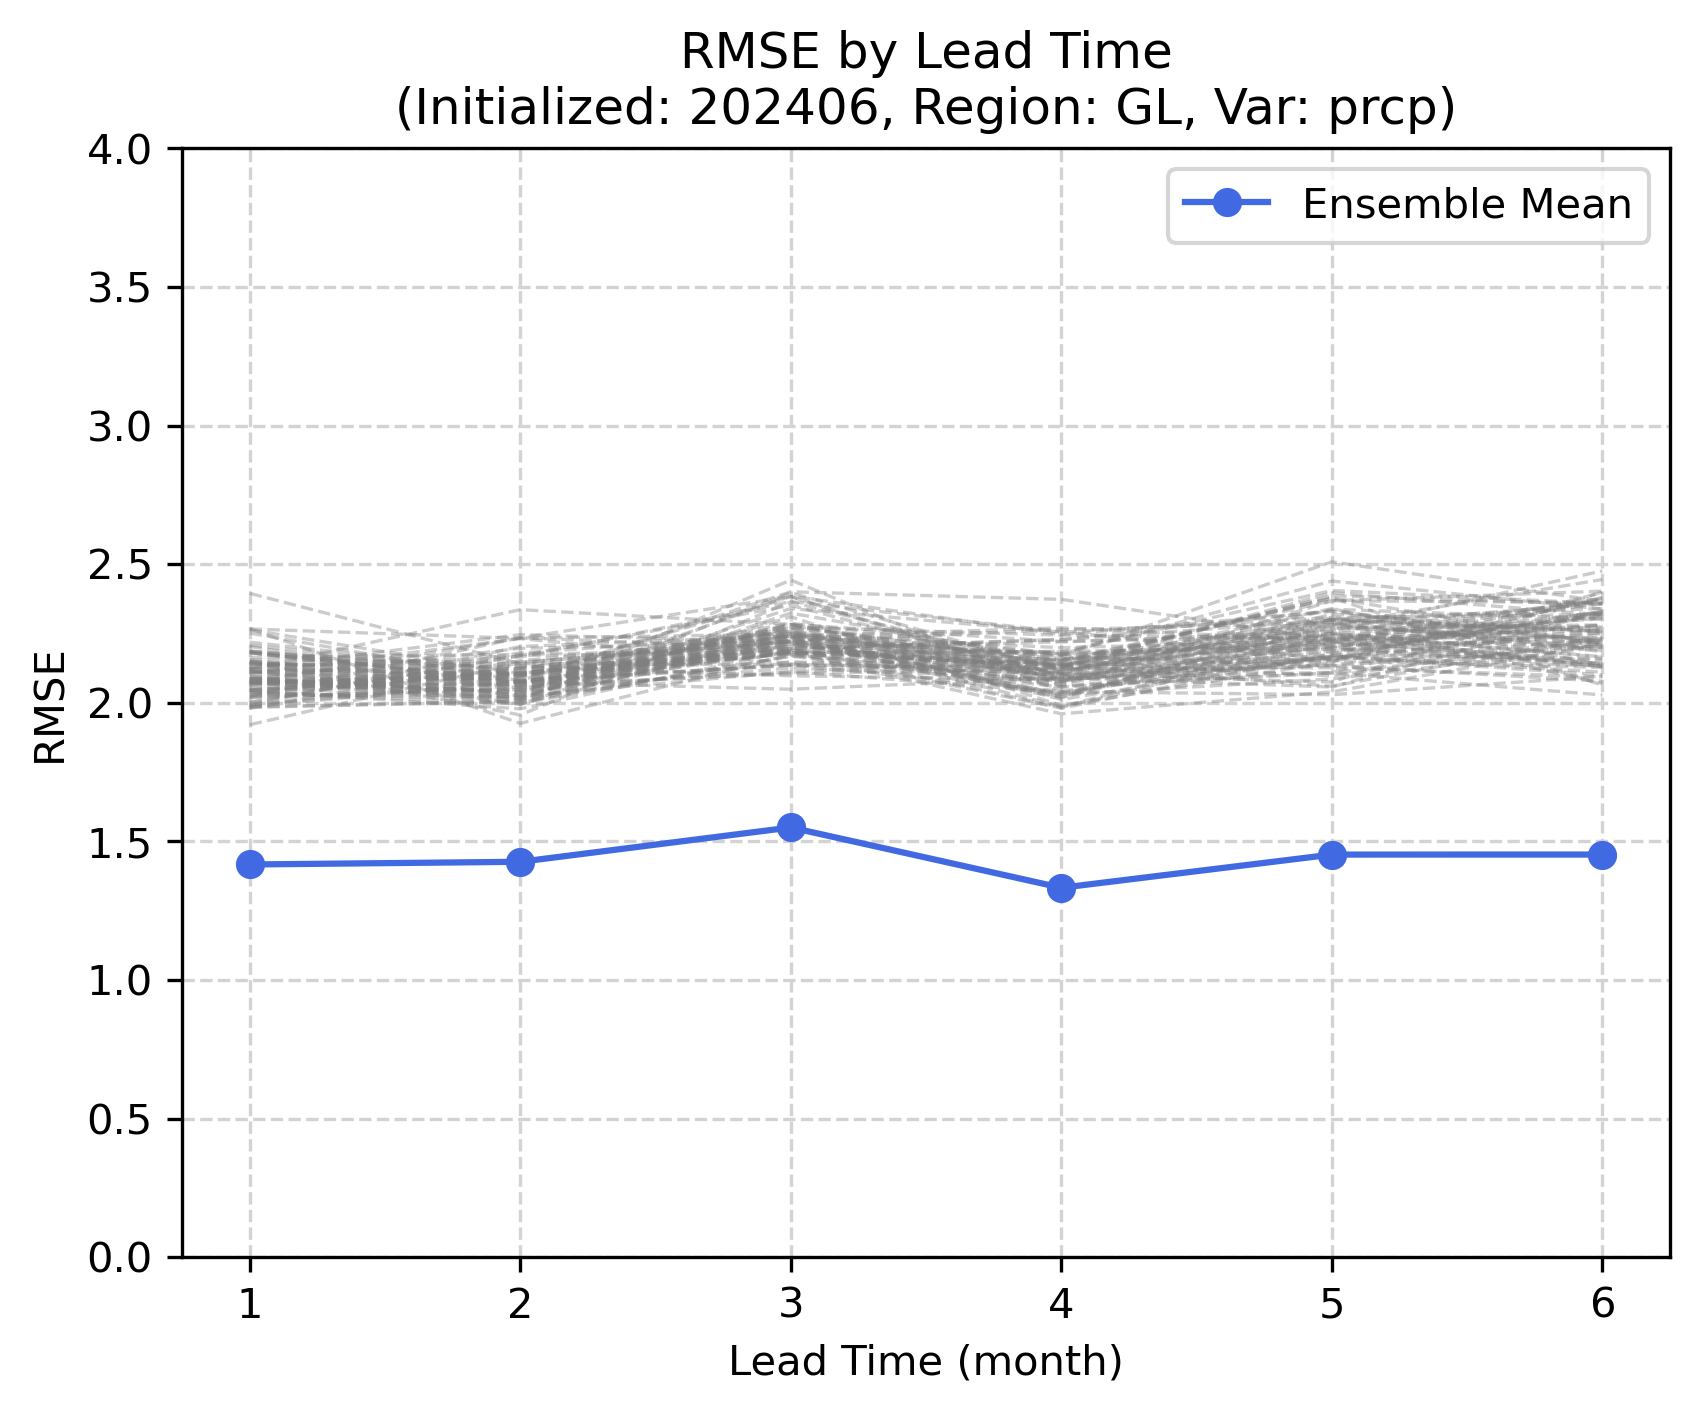 RMSE by Lead Time
(Initialized: 202406, Region: GL, Var: prcp)
4.0
3.5
3.0
2.5
2.0
1.5
1.0
0.5
0.0
RMSE
Ensemble Mean
1 2 3 4 5 6
Lead Time (month)